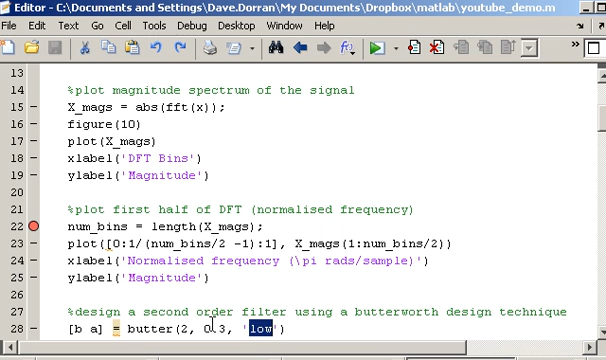 Editor - C:\Documents and Settings\Dave.Dorran\My Documents\Dropbox\matlab\youtube_demo.m
File Edit Text Go Cell Tools Debug Desktop Window Help
13
14 %plot magnitude spectrum of the signal
15 - X_mags = abs(fft(x));
16 - figure(10)
17 - plot(X_mags)
18 - xlabel('DFT Bins')
19 - ylabel('Magnitude')
20
21 %plot first half of DFT (normalised frequency)
22 num_bins = length(X_mags);
23 - plot([0:1/(num_bins/2 -1):1], X_mags(1:num_bins/2))
24 - xlabel('Normalised frequency (\pi rads/sample)')
25 - ylabel('Magnitude')
26
27 %design a second order filter using a butterworth design technique
28 - [b a] = butter(2, 0.3, 'low')